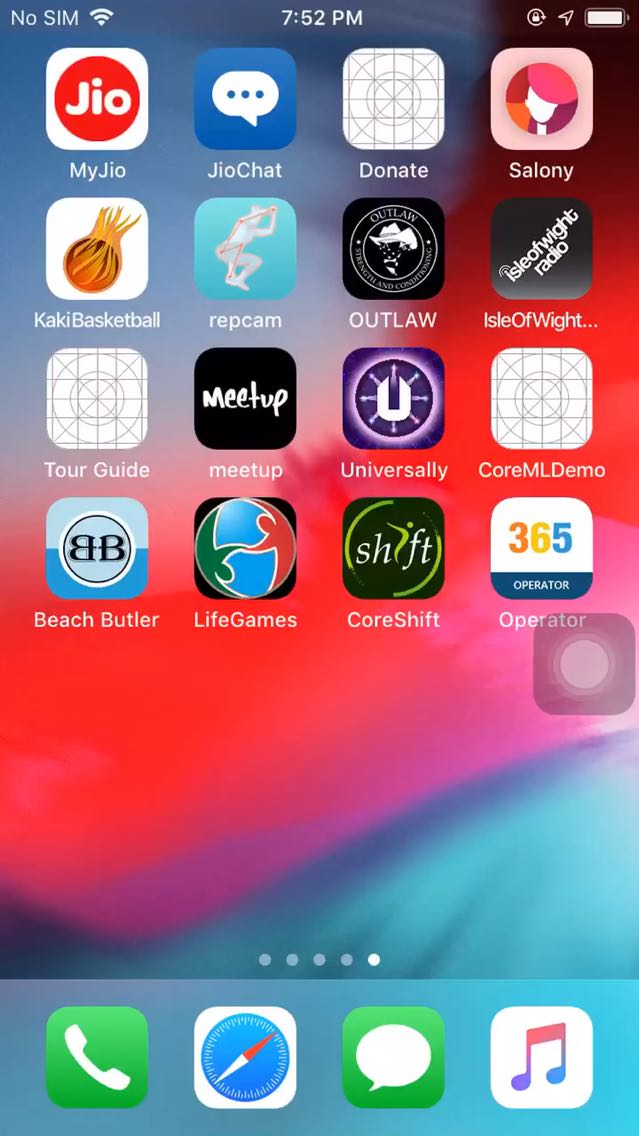 No SIM 7:52 PM
Jio
MyJio JioChat Donate Salony
OUTLAW
STRENGTH AND CONDITIONING
isleofwight
radio
KakiBasketball repcam OUTLAW IsleOfWight...
Meetup
U
Tour Guide meetup Universally CoreMLDemo
BB
shift
365
OPERATOR
Beach Butler LifeGames CoreShift Operator